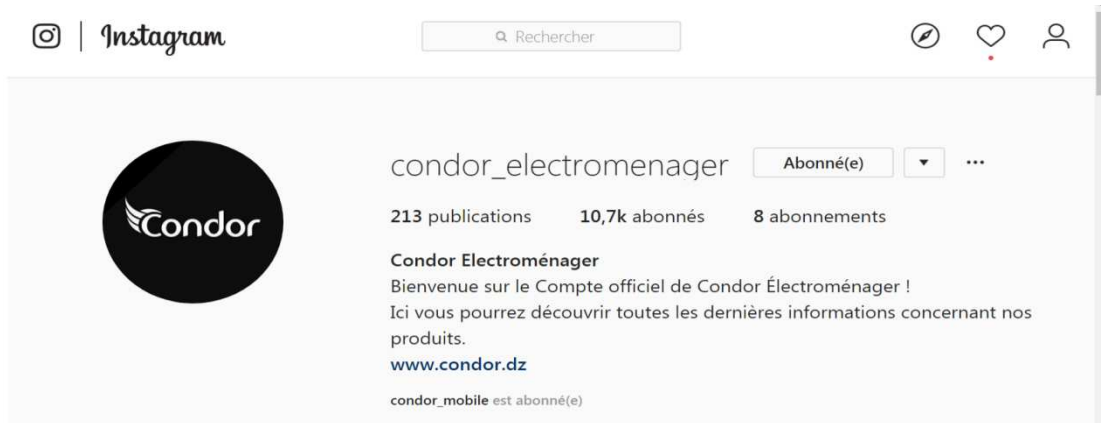 Instagram
Rechercher
Condor
condor_electromenager Abonné(e)
213 publications 10,7k abonnés 8 abonnements
Condor Electroménager
Bienvenue sur le Compte officiel de Condor Électroménager !
Ici vous pourrez découvrir toutes les dernières informations concernant nos
produits.
www.condor.dz
condor_mobile est abonné(e)